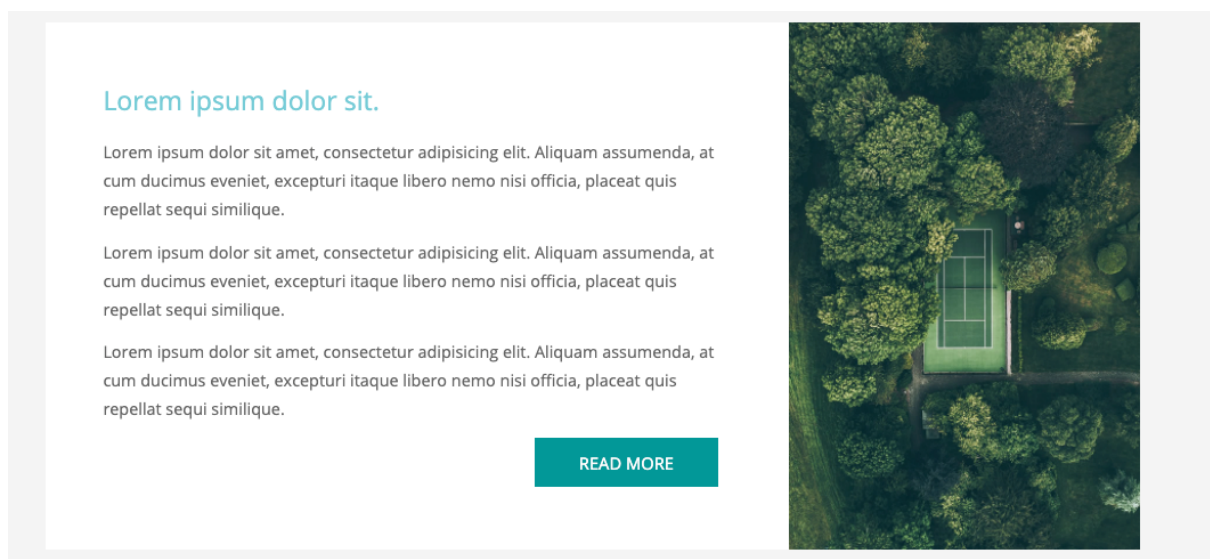 Lorem ipsum dolor sit.
Lorem ipsum dolor sit amet, consectetur adipisicing elit. Aliquam assumenda, at
cum ducimus eveniet, excepturi itaque libero nemo nisi officia, placeat quis
repellat sequi similique.
Lorem ipsum dolor sit amet, consectetur adipisicing elit. Aliquam assumenda, at
cum ducimus eveniet, excepturi itaque libero nemo nisi officia, placeat quis
repellat sequi similique.
Lorem ipsum dolor sit amet, consectetur adipisicing elit. Aliquam assumenda, at
cum ducimus eveniet, excepturi itaque libero nemo nisi officia, placeat quis
repellat sequi similique.
READ MORE